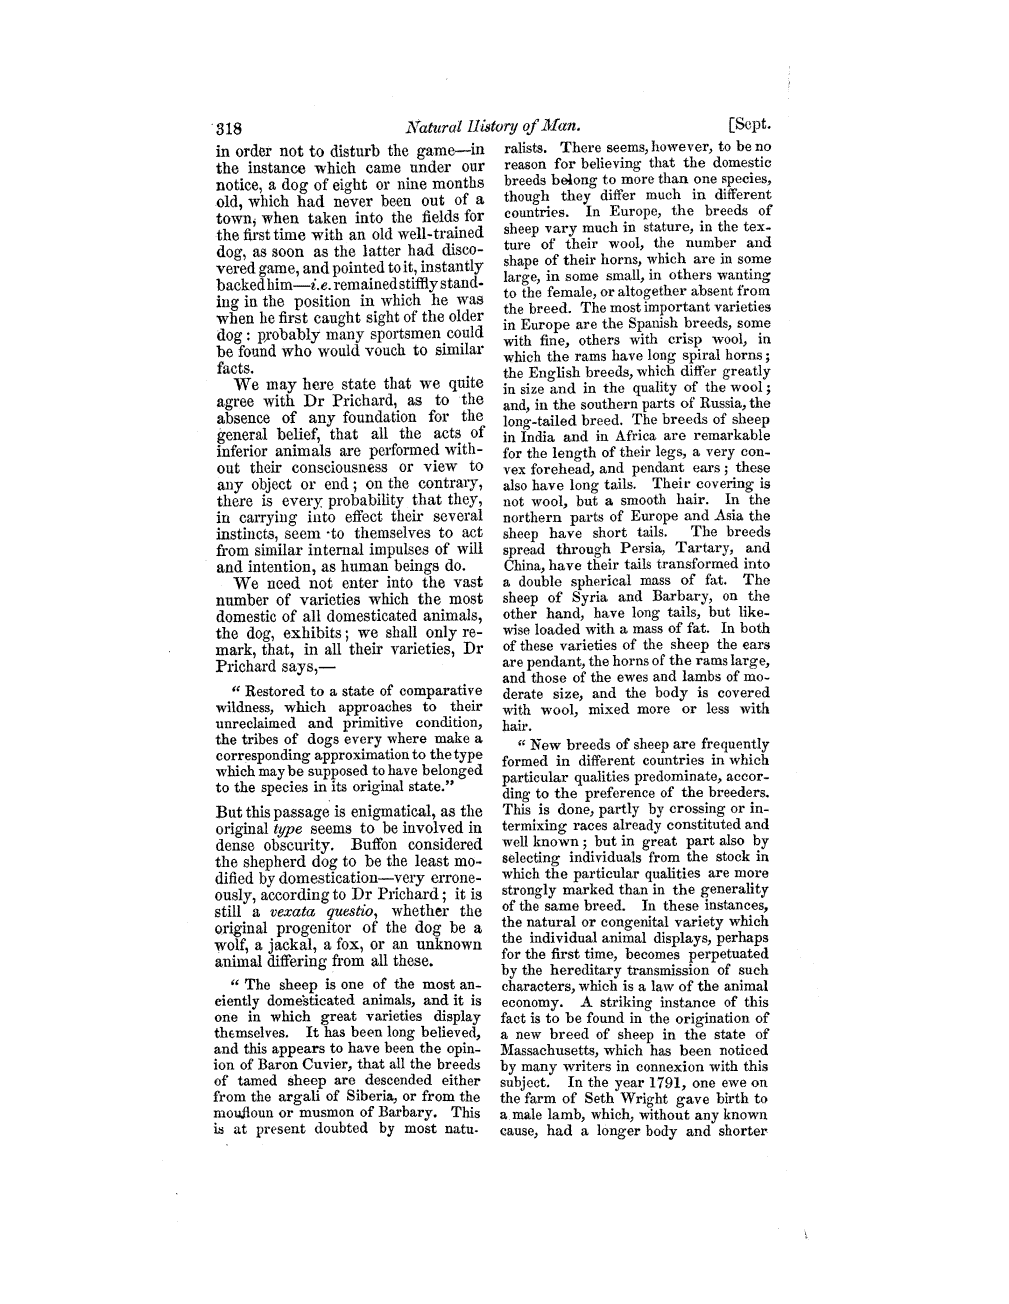 318 Natural History of Man. [Sept.
in order not to disturb the game—in
the instance which came under our
notice, a dog of eight or nine months
old, which had never been out of a
town, when taken into the fields for
the first time with an old well-trained
dog, as soon as the latter had disco-
vered game, and pointed to it, instantly
backed him—i.e. remained stiffly stand-
ing in the position in which he was
when he first caught sight of the older
dog: probably many sportsmen could
be found who would vouch to similar
facts.
We may here state that we quite
agree with Dr Prichard, as to the
absence of any foundation for the
general belief, that all the acts of
inferior animals are performed with-
out their consciousness or view to
any object or end; on the contrary,
there is every probability that they,
in carrying into effect their several
instincts, seem to themselves to act
from similar internal impulses of will
and intention, as human beings do.
We need not enter into the vast
number of varieties which the most
domestic of all domesticated animals,
the dog, exhibits; we shall only re-
mark, that, in all their varieties, Dr
Prichard says,—
“ Restored to a state of comparative
wildness, which approaches to their
unreclaimed and primitive condition,
the tribes of dogs every where make a
corresponding approximation to the type
which may be supposed to have belonged
to the species in its original state.”
But this passage is enigmatical, as the
original type seems to be involved in
dense obscurity. Buffon considered
the shepherd dog to be the least mo-
dified by domestication—very errone-
ously, according to Dr Prichard; it is
still a vexata questio, whether the
original progenitor of the dog be a
wolf, a jackal, a fox, or an unknown
animal differing from all these.
“ The sheep is one of the most an-
ciently domesticated animals, and it is
one in which great varieties display
themselves. It has been long believed,
and this appears to have been the opin-
ion of Baron Cuvier, that all the breeds
of tamed sheep are descended either
from the argali of Siberia, or from the
moufloun or musmon of Barbary. This
is at present doubted by most natu-
ralists. There seems, however, to be no
reason for believing that the domestic
breeds belong to more than one species,
though they differ much in different
countries. In Europe, the breeds of
sheep vary much in stature, in the tex-
ture of their wool, the number and
shape of their horns, which are in some
large, in some small, in others wanting
to the female, or altogether absent from
the breed. The most important varieties
in Europe are the Spanish breeds, some
with fine, others with crisp wool, in
which the rams have long spiral horns;
the English breeds, which differ greatly
in size and in the quality of the wool;
and, in the southern parts of Russia, the
long-tailed breed. The breeds of sheep
in India and in Africa are remarkable
for the length of their legs, a very con-
vex forehead, and pendant ears; these
also have long tails. Their covering is
not wool, but a smooth hair. In the
northern parts of Europe and Asia the
sheep have short tails. The breeds
spread through Persia, Tartary, and
China, have their tails transformed into
a double spherical mass of fat. The
sheep of Syria and Barbary, on the
other hand, have long tails, but like-
wise loaded with a mass of fat. In both
of these varieties of the sheep the ears
are pendant, the horns of the rams large,
and those of the ewes and lambs of mo-
derate size, and the body is covered
with wool, mixed more or less with
hair.
“ New breeds of sheep are frequently
formed in different countries in which
particular qualities predominate, accor-
ding to the preference of the breeders.
This is done, partly by crossing or in-
termixing races already constituted and
well known; but in great part also by
selecting individuals from the stock in
which the particular qualities are more
strongly marked than in the generality
of the same breed. In these instances,
the natural or congenital variety which
the individual animal displays, perhaps
for the first time, becomes perpetuated
by the hereditary transmission of such
characters, which is a law of the animal
economy. A striking instance of this
fact is to be found in the origination of
a new breed of sheep in the state of
Massachusetts, which has been noticed
by many writers in connexion with this
subject. In the year 1791, one ewe on
the farm of Seth Wright gave birth to
a male lamb, which, without any known
cause, had a longer body and shorter